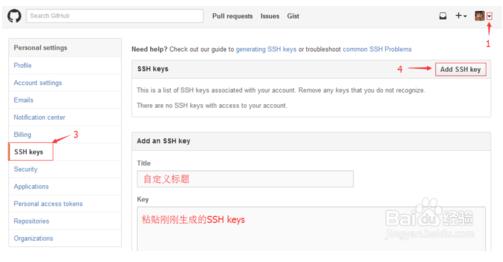 Search GitHub
Pull requests Issues Gist
1
Personal settings
Profile
Account settings
Emails
Notification center
Billing
SSH keys
3
Security
Applications
Personal access tokens
Repositories
Organizations
Need help? Check out our guide to generating SSH keys or troubleshoot common SSH Problems
SSH keys
4
Add SSH key
This is a list of SSH keys associated with your account. Remove any keys that you do not recognize.
There are no SSH keys with access to your account.
Add an SSH key
Title
自定义标题
Key
粘贴刚刚生成的SSH keys
Baidu 经验
jingyan.baidu.com